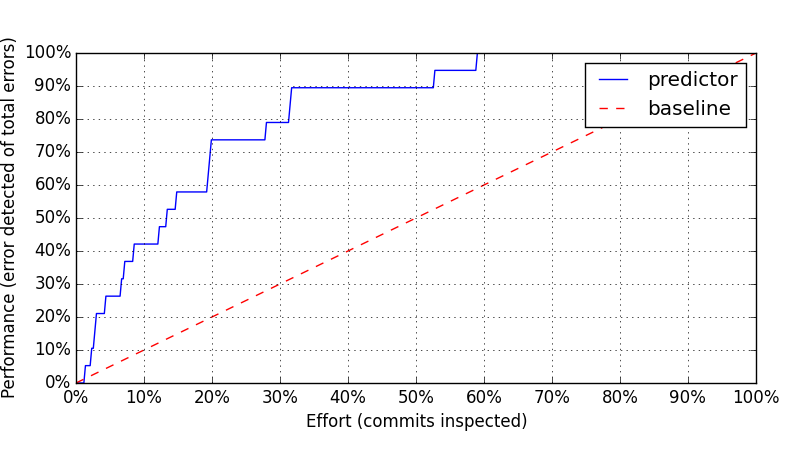 Performance (error detected of total errors)
100%
90%
80%
70%
60%
50%
40%
30%
20%
10%
0%
predictor
baseline
0% 10% 20% 30% 40% 50% 60% 70% 80% 90% 100%
Effort (commits inspected)